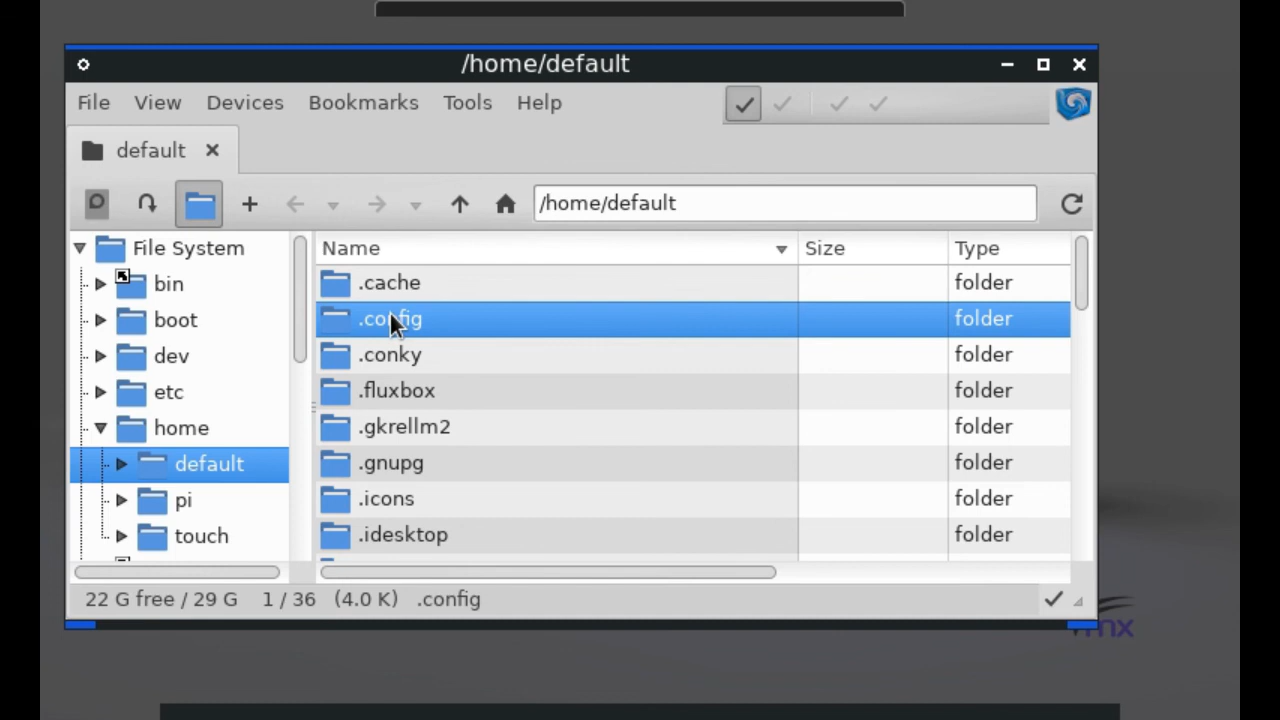 /home/default
File View Devices Bookmarks Tools Help
default
/home/default
File System
bin
boot
dev
etc
home
default
pi
touch
Name Size Type
.cache folder
.config folder
.conky folder
.fluxbox folder
.gkrellm2 folder
.gnupg folder
.icons folder
.idesktop folder
22 G free / 29 G 1 / 36 (4.0 K) .config
mx